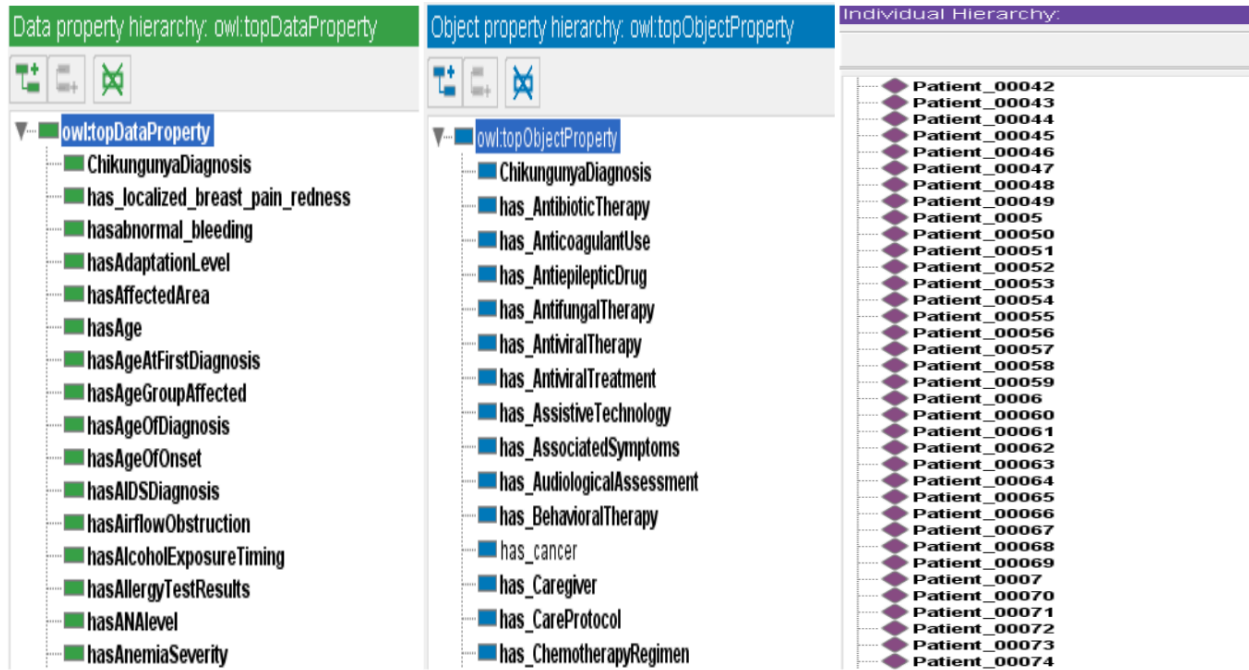 Data property hierarchy: owl:topDataProperty
owl:topDataProperty
ChikungunyaDiagnosis
has_localized_breast_pain_redness
hasabnormal_bleeding
hasAdaptationLevel
hasAffectedArea
hasAge
hasAgeAtFirstDiagnosis
hasAgeGroupAffected
hasAgeOfDiagnosis
hasAgeOfOnset
hasAIDSDiagnosis
hasAirflowObstruction
hasAlcoholExposureTiming
hasAllergyTestResults
hasANAlevel
hasAnemiaSeverity
Object property hierarchy: owl:topObjectProperty
owl:topObjectProperty
ChikungunyaDiagnosis
has_AntibioticTherapy
has_AnticoagulantUse
has_AntiepilepticDrug
has_AntifungalTherapy
has_AntiviralTherapy
has_AntiviralTreatment
has_AssistiveTechnology
has_AssociatedSymptoms
has_AudiologicalAssessment
has_BehavioralTherapy
has_cancer
has_Caregiver
has_CareProtocol
has_ChemotherapyRegimen
Individual Hierarchy:
Patient_00042
Patient_00043
Patient_00044
Patient_00045
Patient_00046
Patient_00047
Patient_00048
Patient_00049
Patient_0005
Patient_00050
Patient_00051
Patient_00052
Patient_00053
Patient_00054
Patient_00055
Patient_00056
Patient_00057
Patient_00058
Patient_00059
Patient_0006
Patient_00060
Patient_00061
Patient_00062
Patient_00063
Patient_00064
Patient_00065
Patient_00066
Patient_00067
Patient_00068
Patient_00069
Patient_0007
Patient_00070
Patient_00071
Patient_00072
Patient_00073
Patient_00074